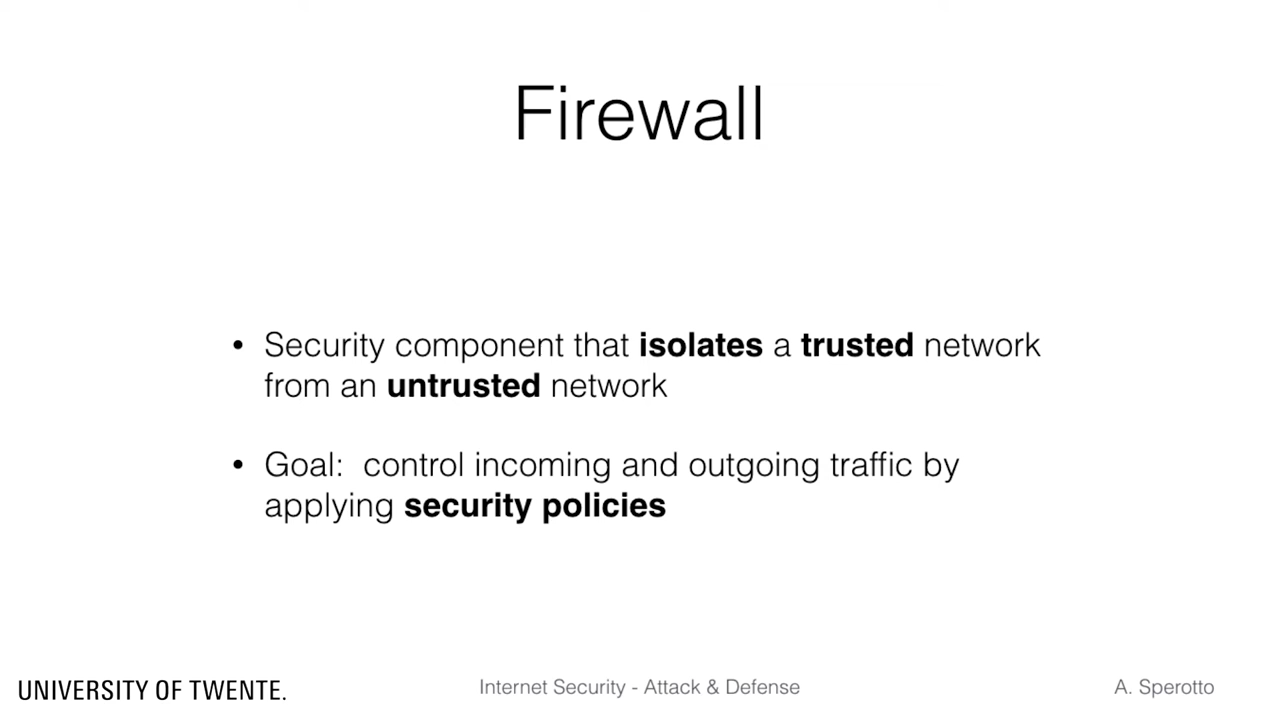 Firewall
• Security component that isolates a trusted network
from an untrusted network
• Goal:  control incoming and outgoing traffic by
applying security policies
UNIVERSITY OF TWENTE.
Internet Security - Attack & Defense
A. Sperotto